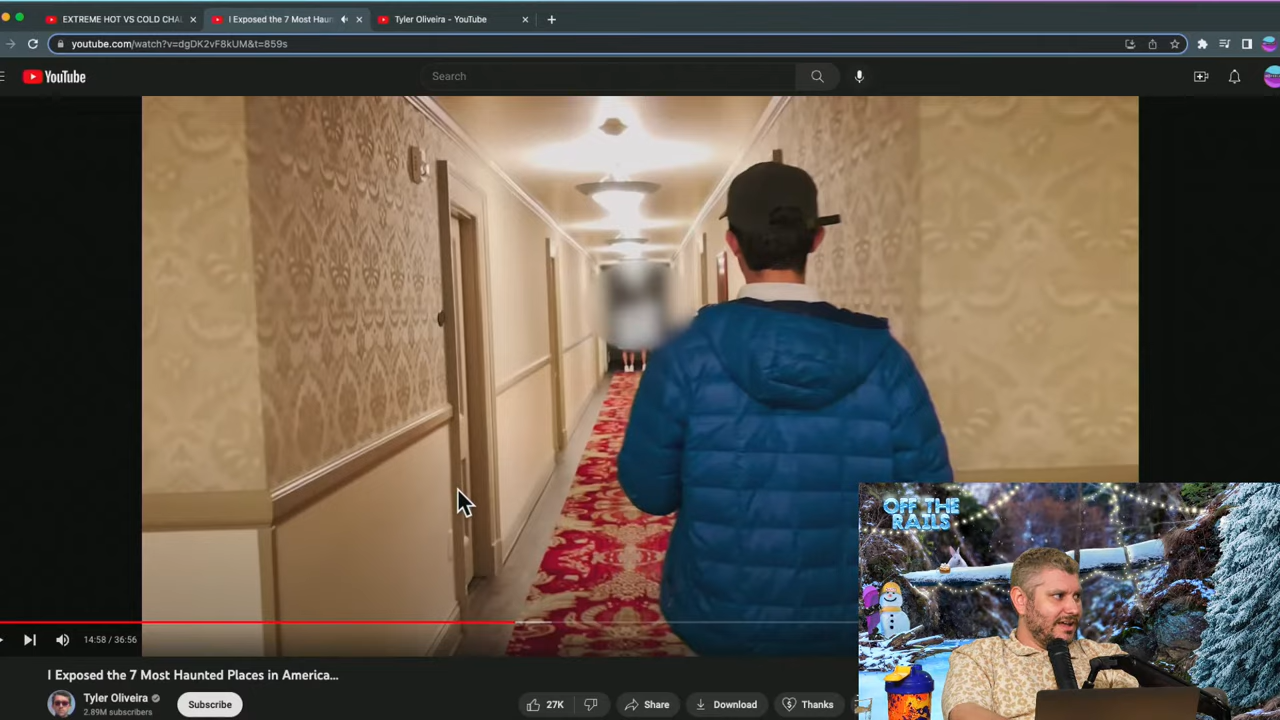 EXTREME HOT VS COLD CHAL
I Exposed the 7 Most Haun
Tyler Oliveira - YouTube
youtube.com/watch?v=dgDK2vF8kUM&t=859s
YouTube
Search
14:58 / 36:56
OFF THE
RAILS
I Exposed the 7 Most Haunted Places in America...
Tyler Oliveira
2.89M subscribers
Subscribe
27K
Share
Download
Thanks